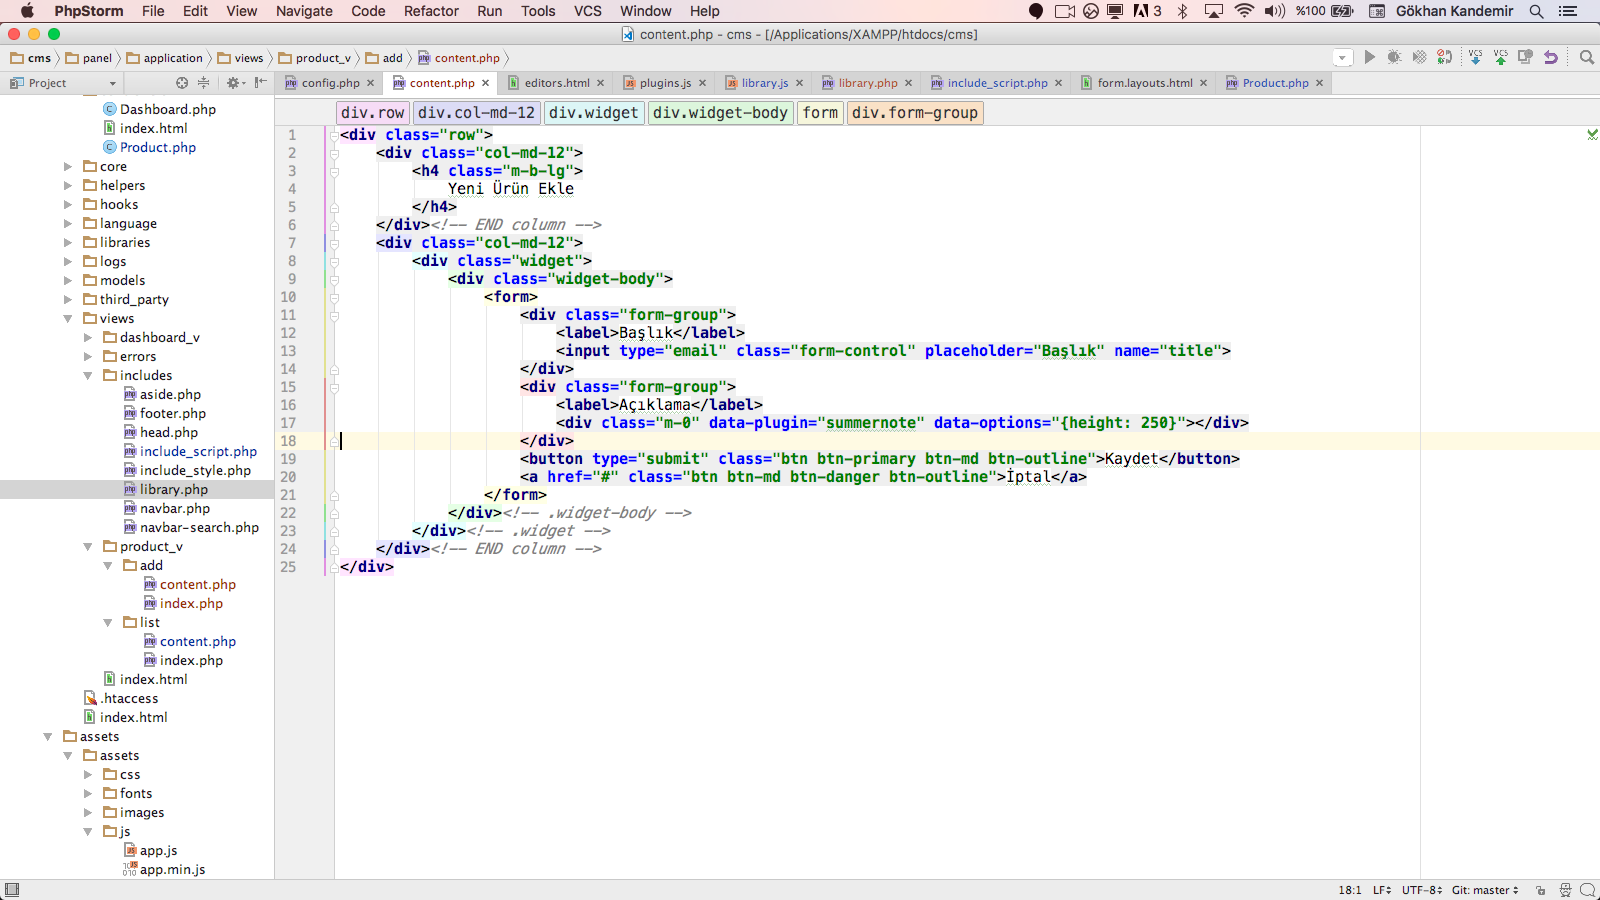 PhpStorm File Edit View Navigate Code Refactor Run Tools VCS Window Help 3 %100 Gökhan Kandemir
content.php - cms - [/Applications/XAMPP/htdocs/cms]
cms panel application views product_v add content.php VCS VCS
Project config.php content.php editors.html plugins.js library.js library.php include_script.php form.layouts.html Product.php
div.row div.col-md-12 div.widget div.widget-body form div.form-group
Dashboard.php
index.html
Product.php
core
helpers
hooks
language
libraries
logs
models
third_party
views
dashboard_v
errors
includes
aside.php
footer.php
head.php
include_script.php
include_style.php
library.php
navbar.php
navbar-search.php
product_v
add
content.php
index.php
list
content.php
index.php
index.html
.htaccess
index.html
assets
assets
css
fonts
images
js
app.js
app.min.js
1 <div class="row">
2 <div class="col-md-12">
3 <h4 class="m-b-lg">
4 Yeni Ürün Ekle
5 </h4>
6 </div><!-- END column -->
7 <div class="col-md-12">
8 <div class="widget">
9 <div class="widget-body">
10 <form>
11 <div class="form-group">
12 <label>Başlık</label>
13 <input type="email" class="form-control" placeholder="Başlık" name="title">
14 </div>
15 <div class="form-group">
16 <label>Açıklama</label>
17 <div class="m-0" data-plugin="summernote" data-options="{height: 250}"></div>
18 </div>
19 <button type="submit" class="btn btn-primary btn-md btn-outline">Kaydet</button>
20 <a href="#" class="btn btn-md btn-danger btn-outline">İptal</a>
21 </form>
22 </div><!-- .widget-body -->
23 </div><!-- .widget -->
24 </div><!-- END column -->
25 </div>
18:1 LF UTF-8 Git: master